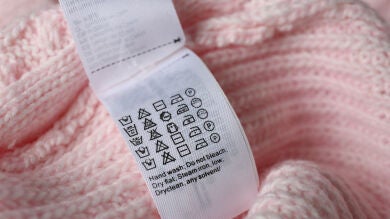 Hand wash. Do not Bleach.
Dry flat. Steam iron, low.
Dryclean, any solvent/